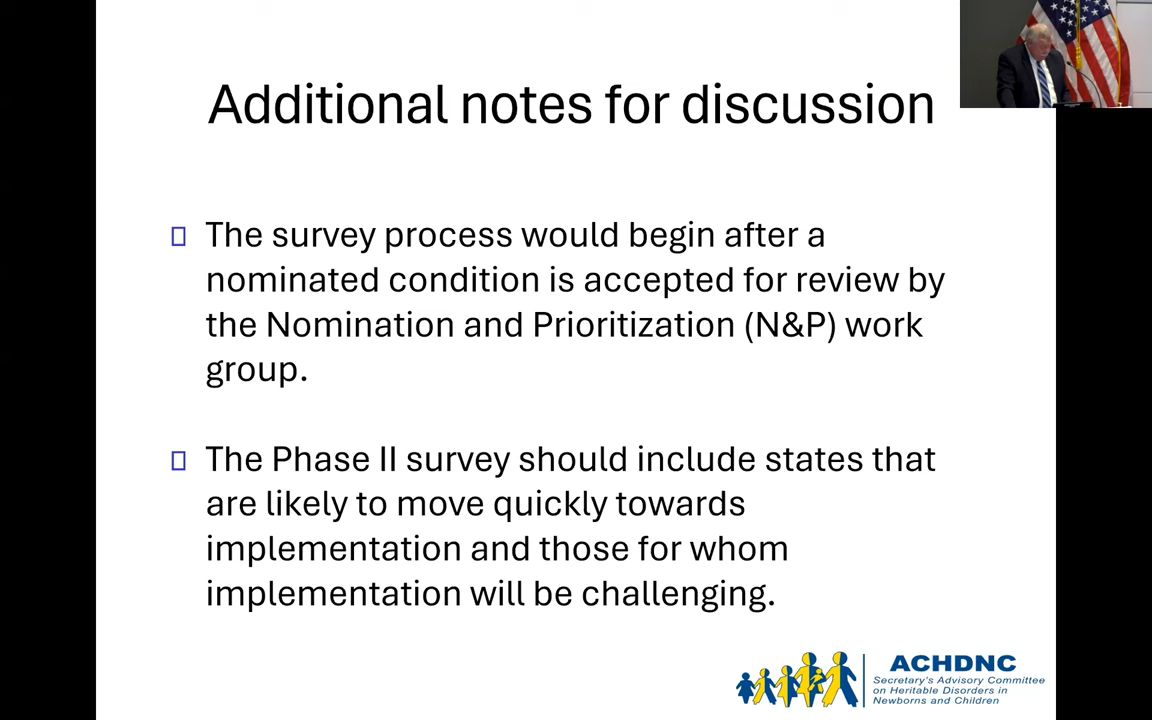 Additional notes for discussion
The survey process would begin after a
nominated condition is accepted for review by
the Nomination and Prioritization (N&P) work
group.
The Phase II survey should include states that
are likely to move quickly towards
implementation and those for whom
implementation will be challenging.
ACHDNC
Secretary's Advisory Committee
on Heritable Disorders in
Newborns and Children